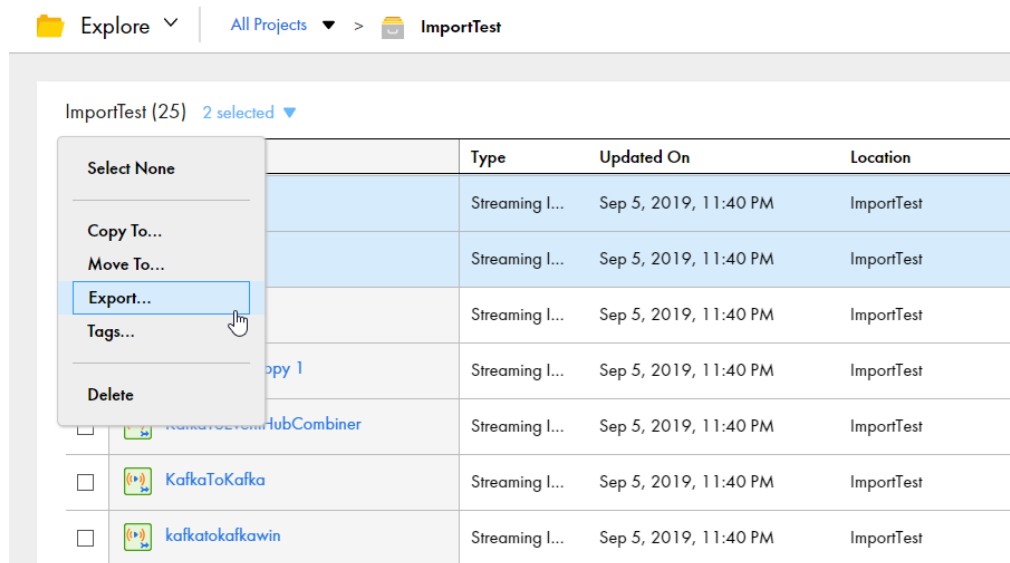 Explore All Projects > ImportTest
ImportTest (25) 2 selected
Select None
Copy To...
Move To...
Export...
Tags...
Delete
Type Updated On Location
Streaming I... Sep 5, 2019, 11:40 PM ImportTest
Streaming I... Sep 5, 2019, 11:40 PM ImportTest
Streaming I... Sep 5, 2019, 11:40 PM ImportTest
opy 1 Streaming I... Sep 5, 2019, 11:40 PM ImportTest
HubCombiner Streaming I... Sep 5, 2019, 11:40 PM ImportTest
KafkaToKafka Streaming I... Sep 5, 2019, 11:40 PM ImportTest
kafkatokafkawin Streaming I... Sep 5, 2019, 11:40 PM ImportTest